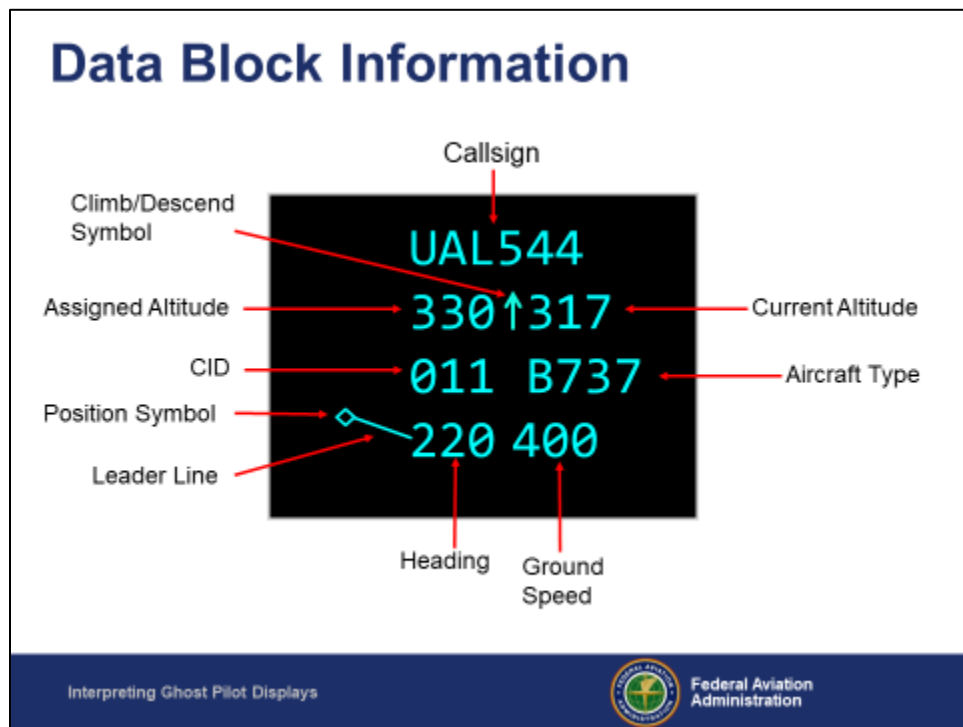 Data Block Information
Callsign
Climb/Descend
Symbol
UAL544
Assigned Altitude
330↑317
Current Altitude
CID
011 B737
Aircraft Type
Position Symbol
220 400
Leader Line
Heading
Ground
Speed
Interpreting Ghost Pilot Displays
Federal Aviation
Administration